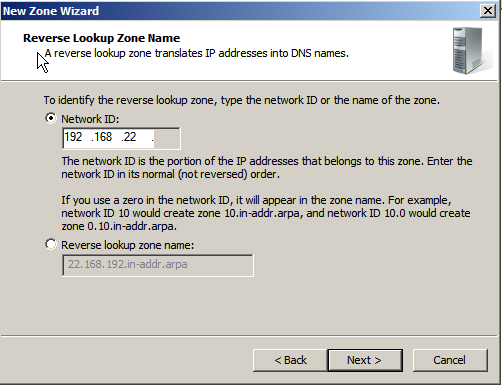 New Zone Wizard
Reverse Lookup Zone Name
A reverse lookup zone translates IP addresses into DNS names.
To identify the reverse lookup zone, type the network ID or the name of the zone.
Network ID:
192 .168 .22 .
The network ID is the portion of the IP addresses that belongs to this zone. Enter the
network ID in its normal (not reversed) order.
If you use a zero in the network ID, it will appear in the zone name. For example,
network ID 10 would create zone 10.in-addr.arpa, and network ID 10.0 would create
zone 0.10.in-addr.arpa.
Reverse lookup zone name:
22.168.192.in-addr.arpa
< Back
Next >
Cancel